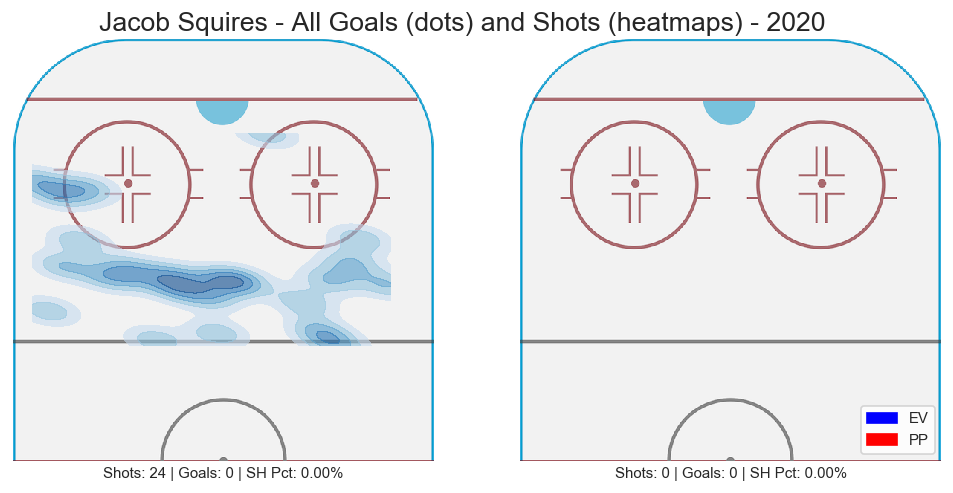 Jacob Squires - All Goals (dots) and Shots (heatmaps) - 2020
EV
PP
Shots: 24 | Goals: 0 | SH Pct: 0.00%
Shots: 0 | Goals: 0 | SH Pct: 0.00%